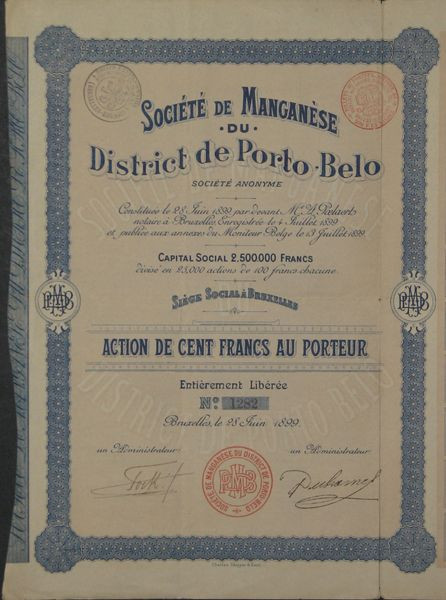 SOCIÉTÉ DE MANGANÈSE
·DU·
District de Porto-Belo
SOCIÉTÉ ANONYME
Constituée le 28 Juin 1899 par devant Me A. Poelaert
notaire à Bruxelles, Enregistrée le 4 Juillet 1899
et publiée aux annexes du Moniteur Belge le 13 Juillet 1899.
CAPITAL SOCIAL 2.500.000 FRANCS
divisé en 25,000 actions de 100 francs chacune.
SIÈGE SOCIAL À BRUXELLES
ACTION DE CENT FRANCS AU PORTEUR
Entièrement Libérée
No: 1282
Bruxelles, le 28 Juin 1899.
un Administrateur:
un Administrateur:
SOCIÉTÉ DE MANGANÈSE DU DISTRICT DE PORTO-BELO